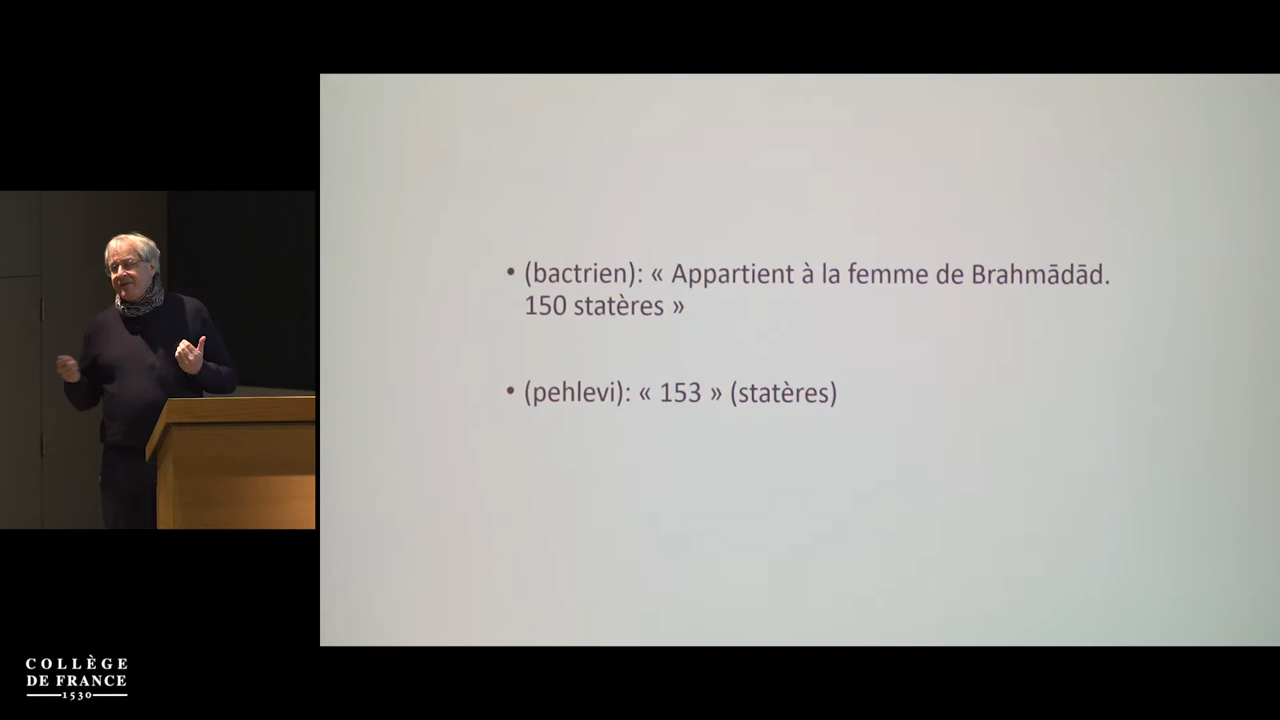 • (bactrien): « Appartient à la femme de Brahmādād.
150 statères »
• (pehlevi): « 153 » (statères)
COLLÈGE
DE FRANCE
1530